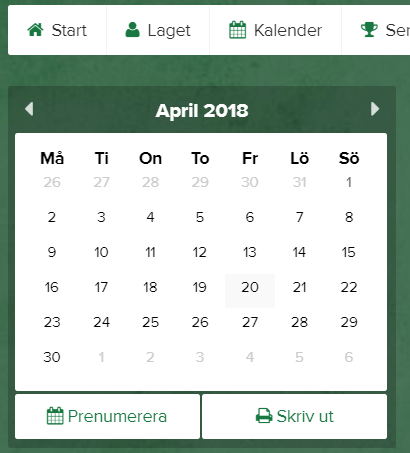 Start Laget Kalender Ser
April 2018
Må Ti On To Fr Lö Sö
26 27 28 29 30 31 1
2 3 4 5 6 7 8
9 10 11 12 13 14 15
16 17 18 19 20 21 22
23 24 25 26 27 28 29
30 1 2 3 4 5 6
Prenumerera Skriv ut